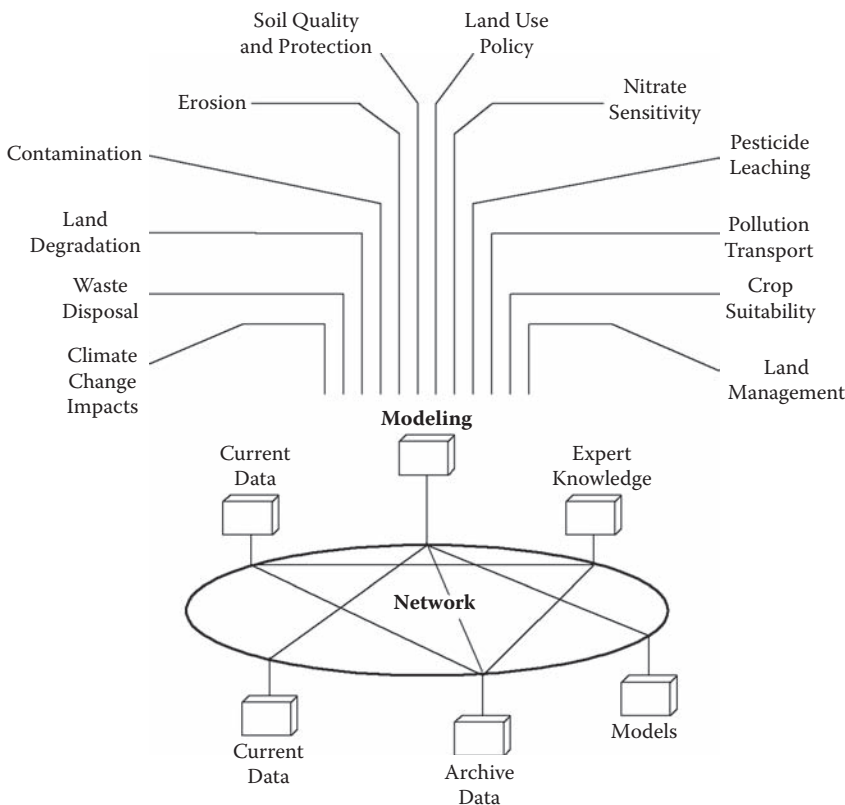 Soil Quality
and Protection
Land Use
Policy
Erosion
Nitrate
Sensitivity
Contamination
Pesticide
Leaching
Land
Degradation
Pollution
Transport
Waste
Disposal
Crop
Suitability
Climate
Change
Impacts
Land
Management
Modeling
Current
Data
Expert
Knowledge
Network
Current
Data
Archive
Data
Models